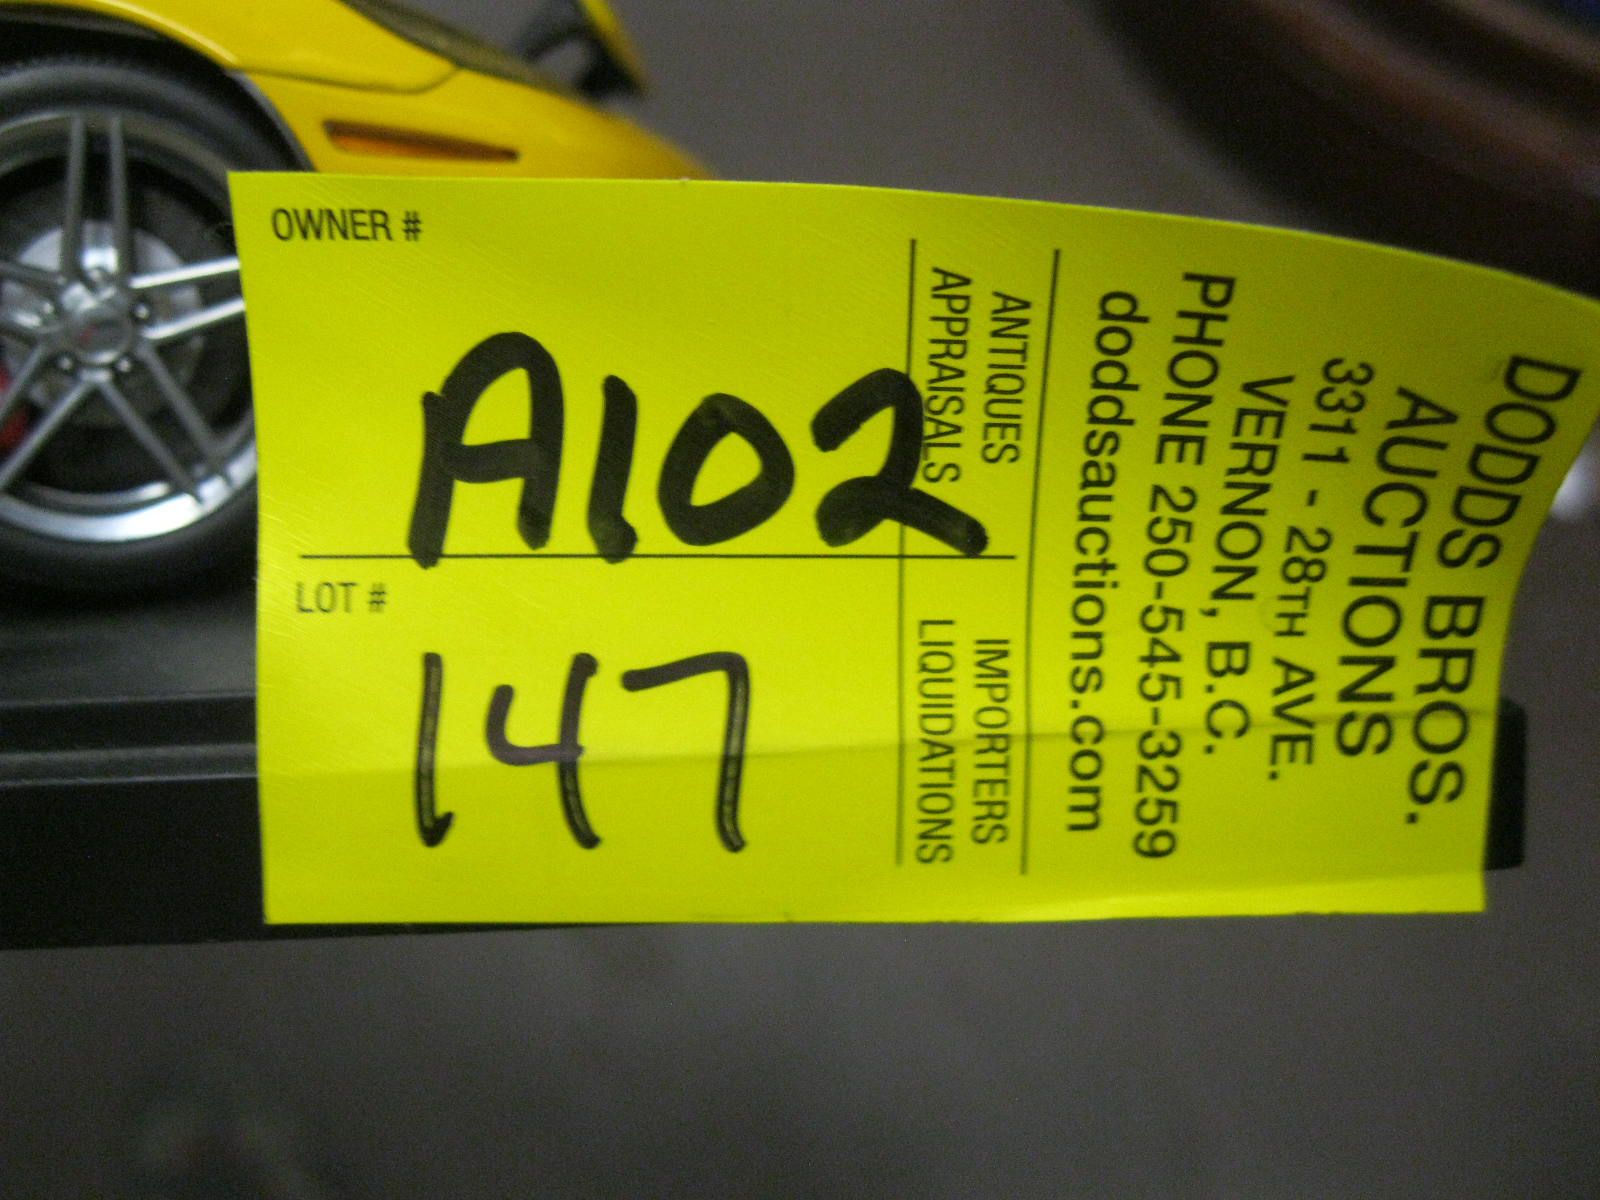 OWNER #
A102
LOT #
147
ANTIQUES
APPRAISALS
IMPORTERS
LIQUIDATIONS
DODDS BROS.
AUCTIONS
3311 - 28TH AVE.
VERNON, B.C.
PHONE 250-545-3259
doddsauctions.com